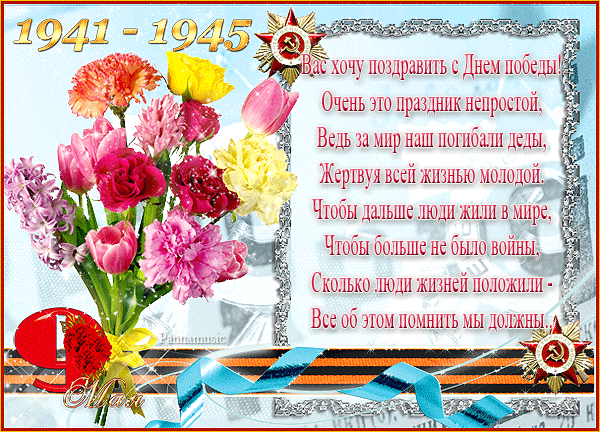 1941 - 1945
Вас хочу поздравить с Днем победы!
Очень это праздник непростой,
Ведь за мир наш погибали деды,
Жертвуя всей жизнью молодой.
Чтобы дальше люди жили в мире,
Чтобы больше не было войны,
Сколько люди жизней положили -
Все об этом помнить мы должны..
9
Мая
Pannamusic